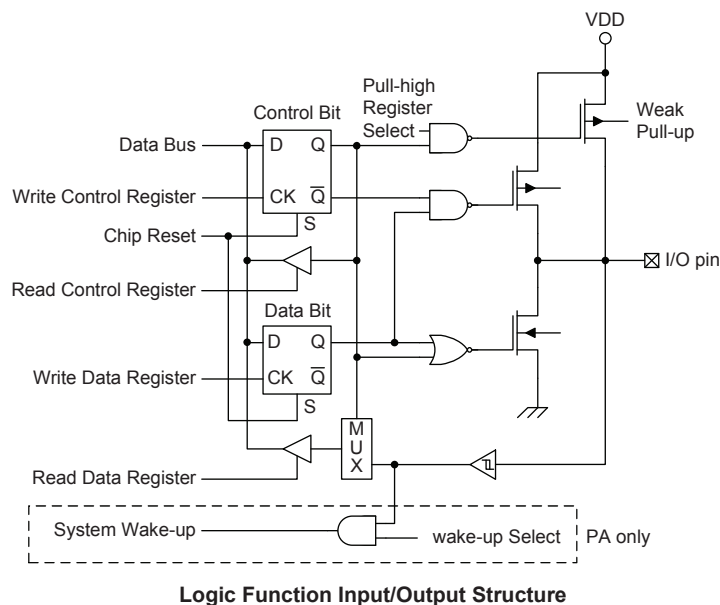 VDD
Pull-high
Register
Select
Weak
Pull-up
Control Bit
Data Bus
D
Q
Write Control Register
CK
Q
S
Chip Reset
I/O pin
Read Control Register
Data Bit
D
Q
Write Data Register
CK
Q
S
M
U
X
Read Data Register
System Wake-up
wake-up Select
PA only
Logic Function Input/Output Structure